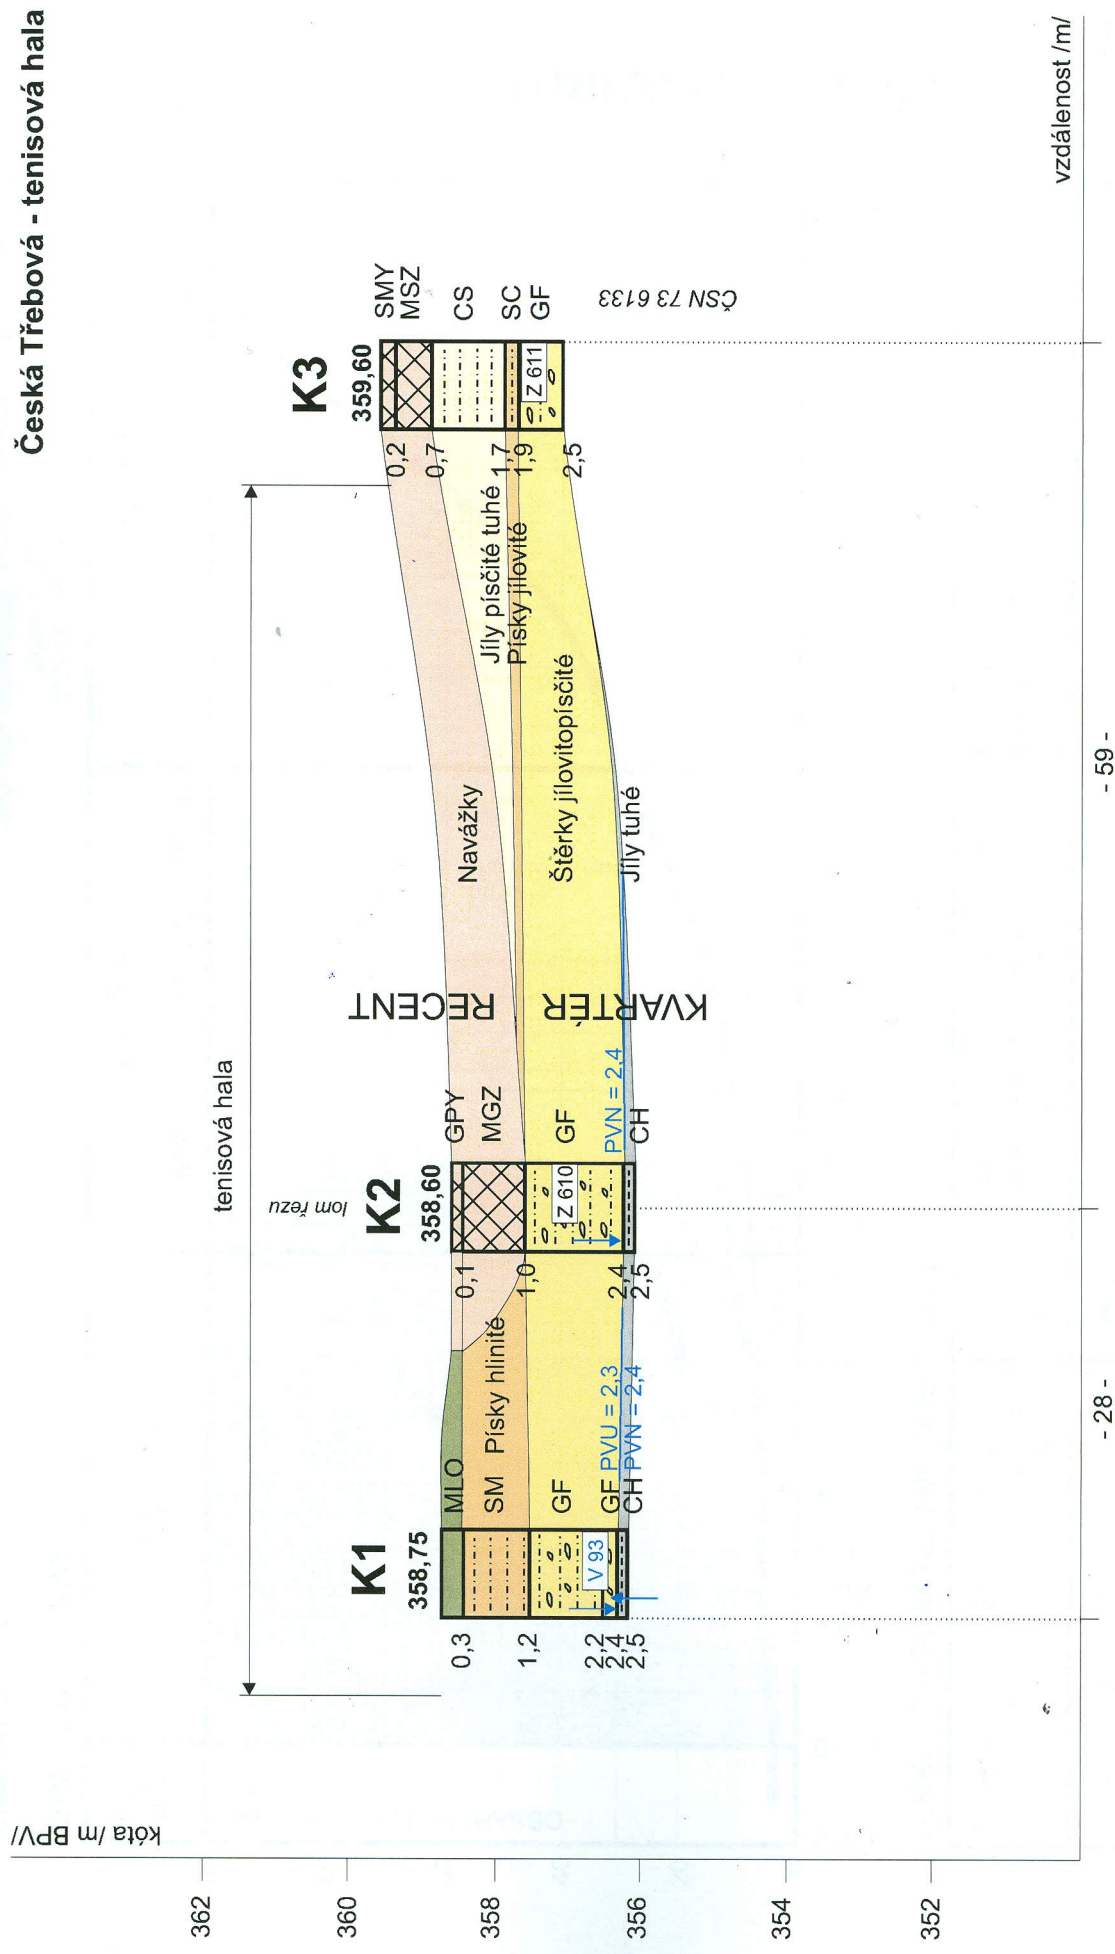 Česká Třebová - tenisová hala
kóta /m BPV/
362
360
358
356
354
352
tenisová hala
K1
358,75
0,3
1,2
2,2
2,4
2,5
MLO
SM
Písky hlinité
GF
GF
CH
V 93
PVU = 2,3
PVN = 2,4
lom řezu
K2
358,60
0,1
1,0
2,4
2,5
GPY
MGZ
GF
CH
Z 610
PVN = 2,4
RECENT
KVARTÉR
Navážky
Jíly písčité tuhé
Písky jílovité
Štěrky jílovitopísčité
Jíly tuhé
K3
359,60
0,2
0,7
1,7
1,9
2,5
SMY
MSZ
CS
SC
GF
Z 611
ČSN 73 6133
- 28 -
- 59 -
vzdálenost /m/